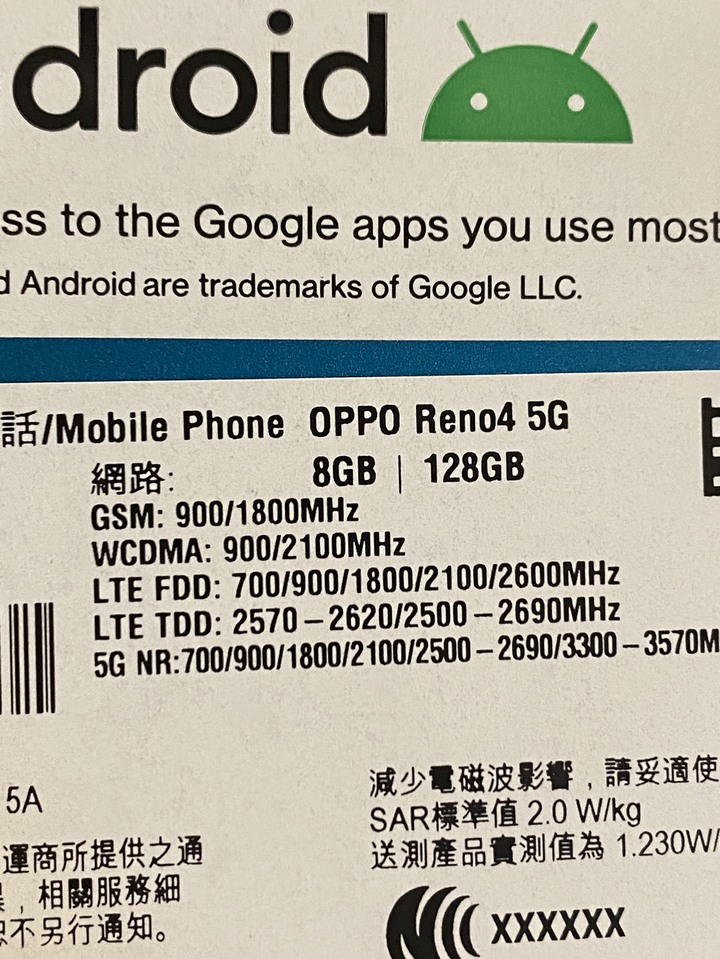 droid
ss to the Google apps you use most
d Android are trademarks of Google LLC.
話/Mobile Phone OPPO Reno4 5G
網路: 8GB | 128GB
GSM: 900/1800MHz
WCDMA: 900/2100MHz
LTE FDD: 700/900/1800/2100/2600MHz
LTE TDD: 2570–2620/2500–2690MHz
5G NR:700/900/1800/2100/2500–2690/3300–3570M
5A
運商所提供之通
,相關服務細
不另行通知。
減少電磁波影響,請妥適使
SAR標準值 2.0 W/kg
送測產品實測值為 1.230W/
XXXXXX